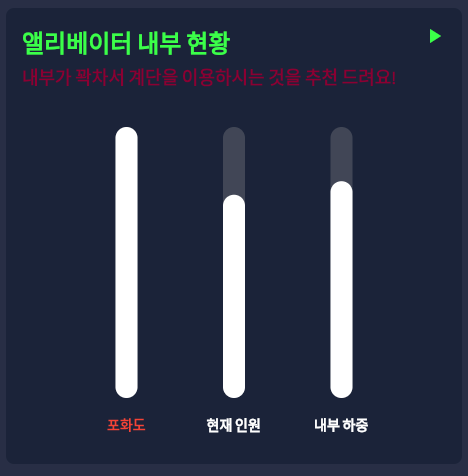 앨리베이터 내부 현황
내부가 꽉차서 계단을 이용하시는 것을 추천 드려요!
포화도
현재 인원
내부 하중